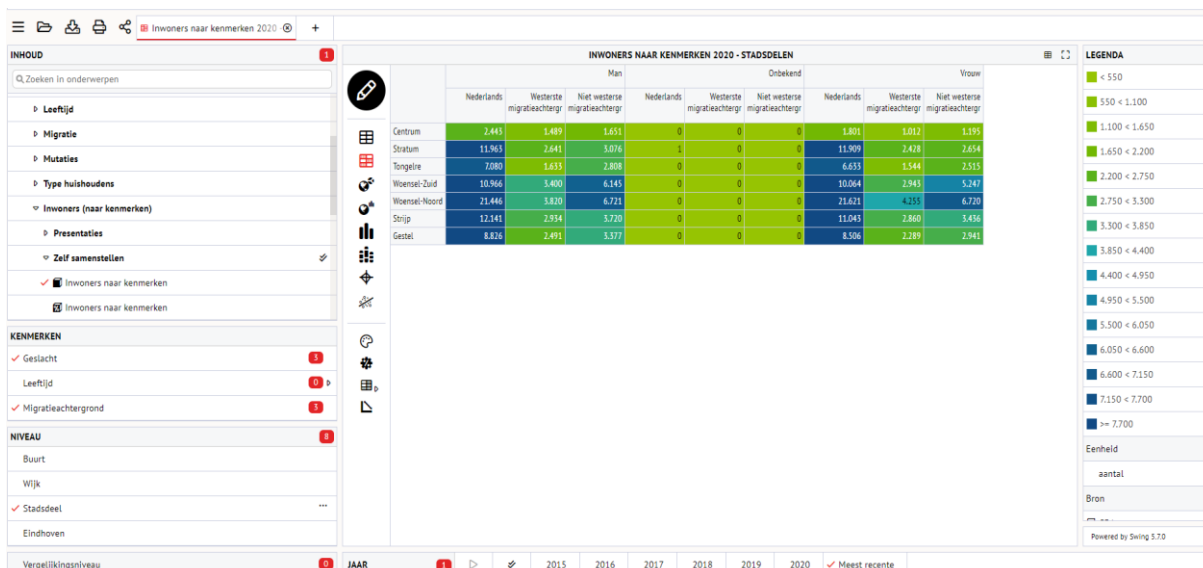 Inwoners naar kenmerken 2020
+
INHOUD 1
Zoeken in onderwerpen
Leeftijd
Migratie
Mutaties
Type huishoudens
Inwoners (naar kenmerken)
Presentaties
Zelf samenstellen
Inwoners naar kenmerken
Inwoners naar kenmerken
KENMERKEN
Geslacht 3
Leeftijd 0
Migratieachtergrond 3
NIVEAU 8
Buurt
Wijk
Stadsdeel ...
Eindhoven
Vergelijkingsniveau 0
INWONERS NAAR KENMERKEN 2020 - STADSDELEN
Man Onbekend Vrouw
Nederlands Westerste migratieachtergr Niet westerse migratieachtergr Nederlands Westerste migratieachtergr Niet westerse migratieachtergr Nederlands Westerste migratieachtergr Niet westerse migratieachtergr
Centrum 2.443 1.489 1.651 0 0 0 1.801 1.012 1.195
Stratum 11.963 2.641 3.076 1 0 0 11.909 2.428 2.654
Tongelre 7.080 1.633 2.808 0 0 0 6.633 1.544 2.515
Woensel-Zuid 10.966 3.400 6.145 0 0 0 10.064 2.943 5.247
Woensel-Noord 21.446 3.820 6.721 0 0 0 21.621 4.255 6.720
Strijp 12.141 2.934 3.720 0 0 0 11.043 2.860 3.436
Gestel 8.826 2.491 3.377 0 0 0 8.506 2.289 2.941
JAAR 1 2015 2016 2017 2018 2019 2020 Meest recente
LEGENDA
< 550
550 < 1.100
1.100 < 1.650
1.650 < 2.200
2.200 < 2.750
2.750 < 3.300
3.300 < 3.850
3.850 < 4.400
4.400 < 4.950
4.950 < 5.500
5.500 < 6.050
6.050 < 6.600
6.600 < 7.150
7.150 < 7.700
>= 7.700
Eenheid
aantal
Bron
Powered by Swing 5.7.0